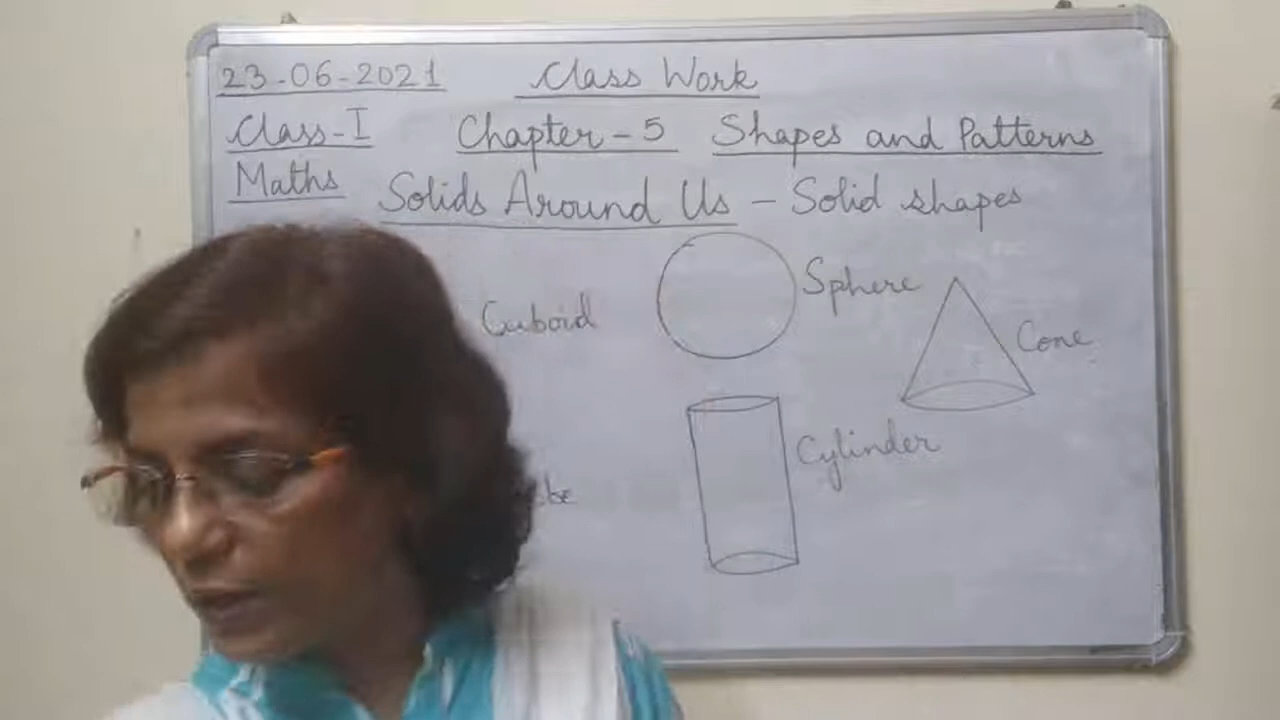 23-06-2021 Class Work
Class-I Chapter-5 Shapes and Patterns
Maths Solids Around Us - Solid shapes
Sphere
Cuboid
Cone
Cylinder